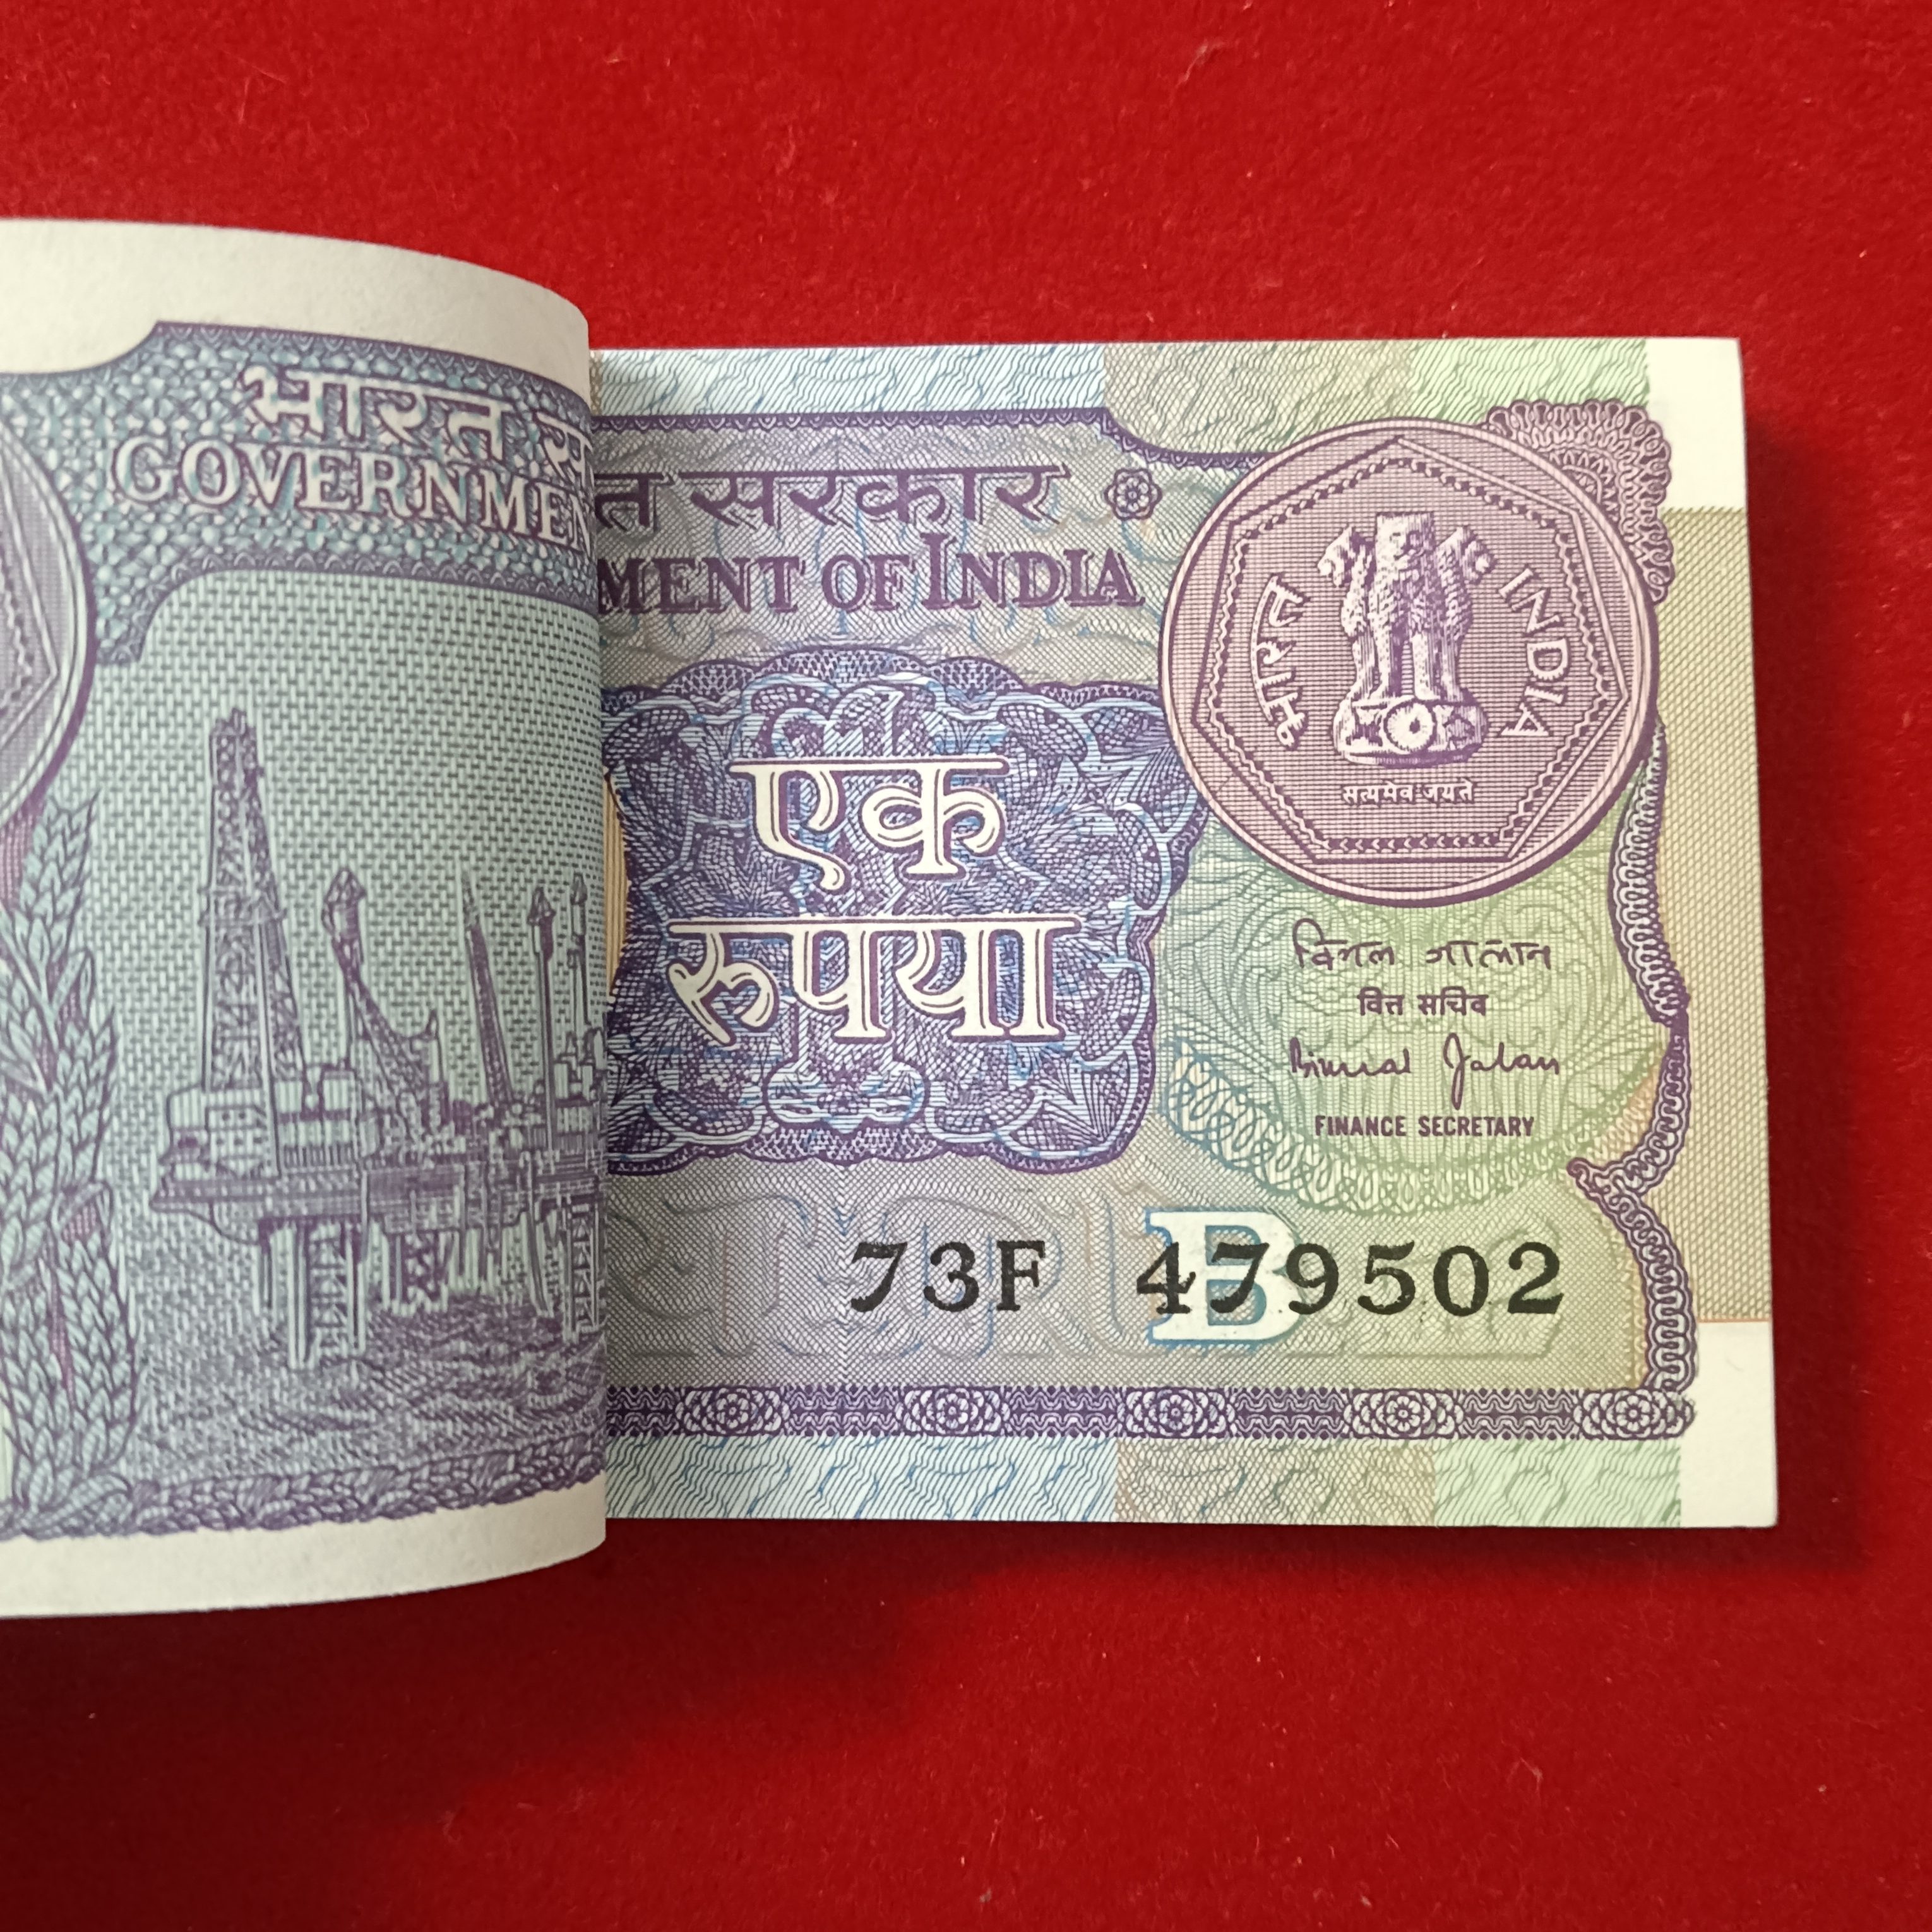 भारत स
GOVERNMEN
त सरकार
MENT OF INDIA
भारत
INDIA
सत्यमेव जयते
एक
रुपया
विमल जालान
वित्त सचिव
Bimal Jalan
FINANCE SECRETARY
B
73F 479502